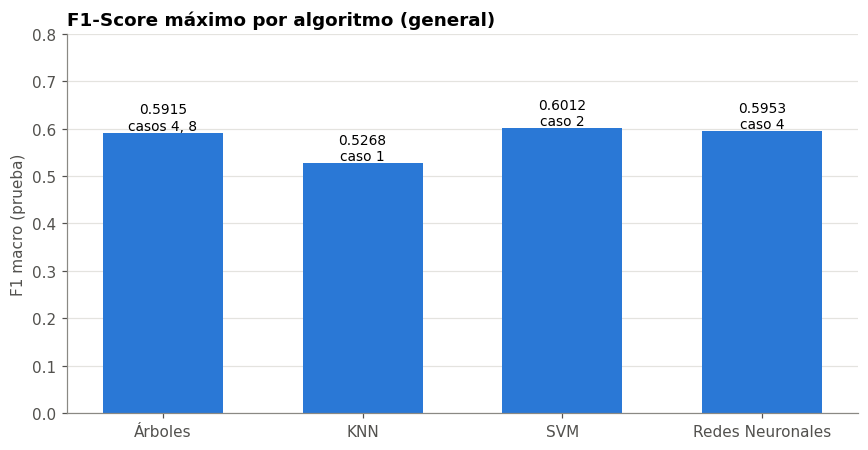 F1-Score máximo por algoritmo (general)
F1 macro (prueba)
0.8
0.7
0.6
0.5
0.4
0.3
0.2
0.1
0.0
0.5915
casos 4, 8
0.5268
caso 1
0.6012
caso 2
0.5953
caso 4
Árboles
KNN
SVM
Redes Neuronales